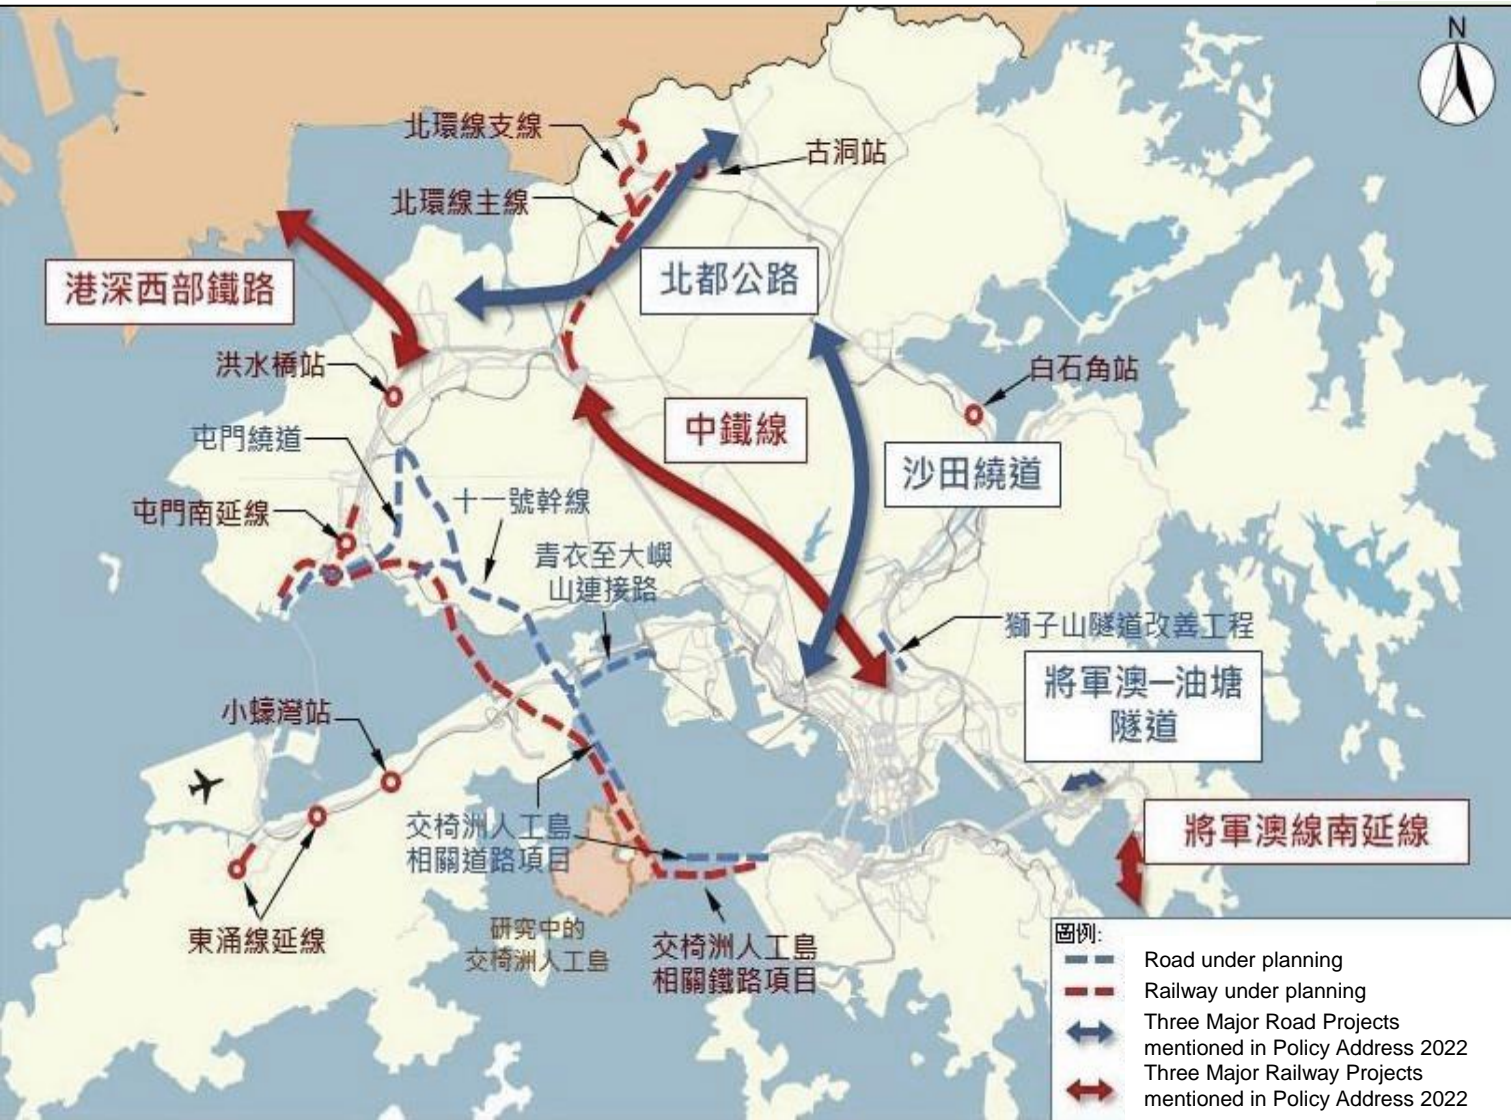 N
北環線支線
古洞站
北環線主線
北都公路
港深西部鐵路
洪水橋站
白石角站
中鐵線
屯門繞道
沙田繞道
十一號幹線
屯門南延線
青衣至大嶼
山連接路
獅子山隧道改善工程
將軍澳─油塘
隧道
小蠔灣站
交椅洲人工島
相關道路項目
將軍澳線南延線
研究中的
交椅洲人工島
東涌線延線
交椅洲人工島
相關鐵路項目
圖例:
Road under planning
Railway under planning
Three Major Road Projects
mentioned in Policy Address 2022
Three Major Railway Projects
mentioned in Policy Address 2022